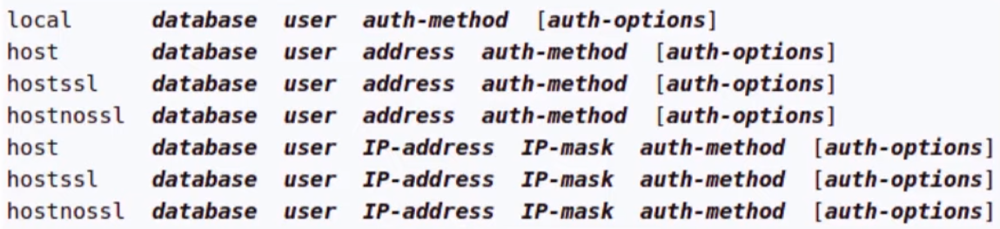 local database user auth-method [auth-options]
host database user address auth-method [auth-options]
hostssl database user address auth-method [auth-options]
hostnossl database user address auth-method [auth-options]
host database user IP-address IP-mask auth-method [auth-options]
hostssl database user IP-address IP-mask auth-method [auth-options]
hostnossl database user IP-address IP-mask auth-method [auth-options]